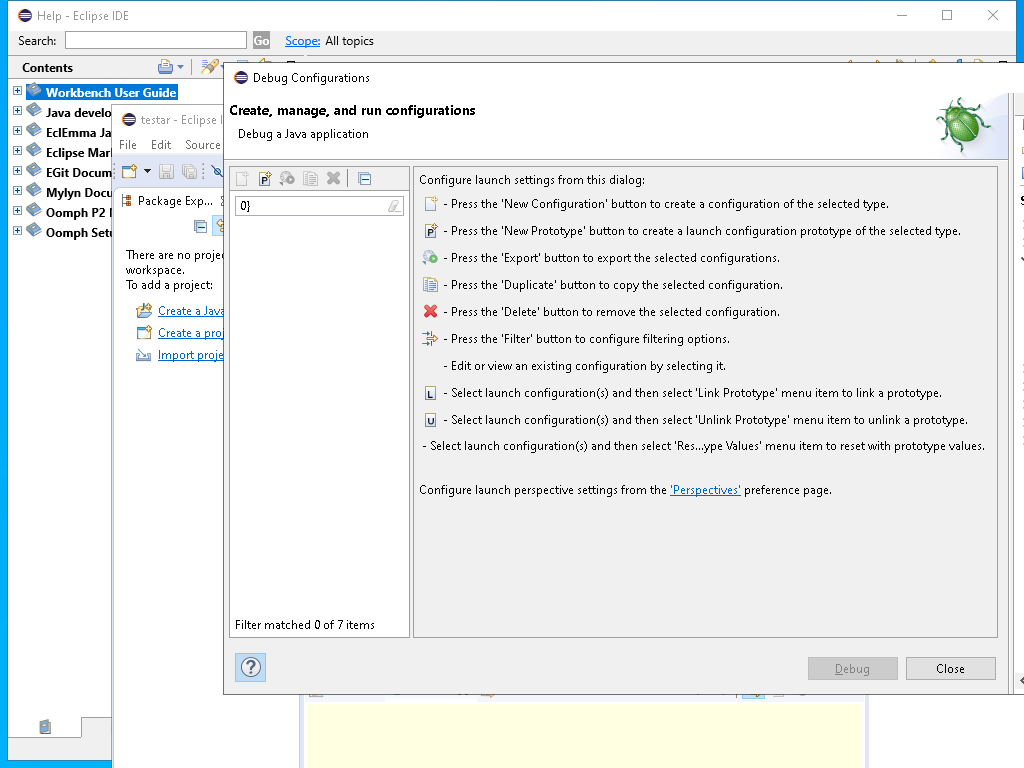 Help - Eclipse IDE
Search:
Go
Scope: All topics
Contents
Workbench User Guide
Java develo
EclEmma Ja
Eclipse Mar
EGit Docum
Mylyn Docu
Oomph P2
Oomph Setu
testar - Eclipse I
File Edit Source
Package Exp...
There are no projec
workspace.
To add a project:
Create a Java
Create a proj
Import proje
Debug Configurations
Create, manage, and run configurations
Debug a Java application
0}
Filter matched 0 of 7 items
Configure launch settings from this dialog:
- Press the 'New Configuration' button to create a configuration of the selected type.
- Press the 'New Prototype' button to create a launch configuration prototype of the selected type.
- Press the 'Export' button to export the selected configurations.
- Press the 'Duplicate' button to copy the selected configuration.
- Press the 'Delete' button to remove the selected configuration.
- Press the 'Filter' button to configure filtering options.
- Edit or view an existing configuration by selecting it.
- Select launch configuration(s) and then select 'Link Prototype' menu item to link a prototype.
- Select launch configuration(s) and then select 'Unlink Prototype' menu item to unlink a prototype.
- Select launch configuration(s) and then select 'Res...ype Values' menu item to reset with prototype values.
Configure launch perspective settings from the 'Perspectives' preference page.
Debug
Close